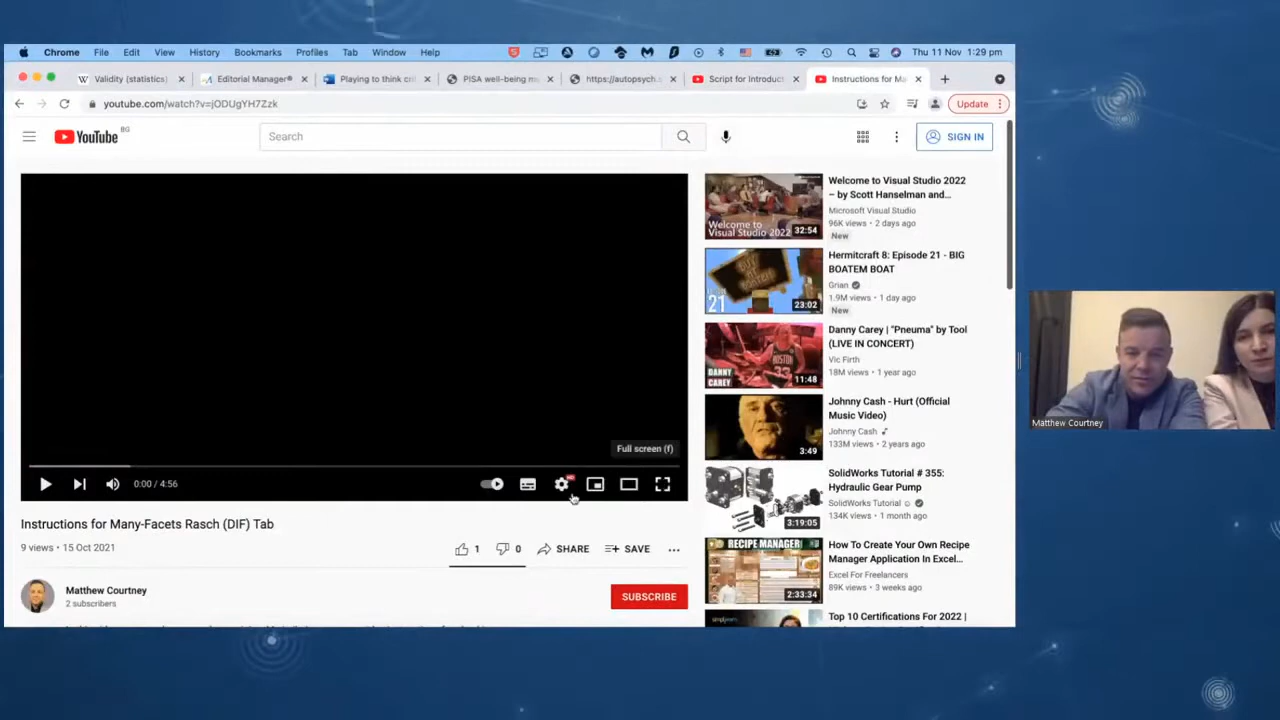 Chrome File Edit View History Bookmarks Profiles Tab Window Help Thu 11 Nov 1:29 pm
Validity (statistics) Editorial Manager® Playing to think cri PISA well-being m https://autopsych.s Script for Introduct Instructions for Ma
youtube.com/watch?v=jODUgYH7Zzk Update
YouTube BG
Search
SIGN IN
Full screen (f)
0:00 / 4:56
Instructions for Many-Facets Rasch (DIF) Tab
9 views • 15 Oct 2021
1 0 SHARE SAVE
Matthew Courtney
2 subscribers
SUBSCRIBE
Welcome to Visual Studio 2022
32:54
Welcome to Visual Studio 2022
– by Scott Hanselman and...
Microsoft Visual Studio
96K views • 2 days ago
New
21
23:02
Hermitcraft 8: Episode 21 - BIG
BOATEM BOAT
Grian
1.9M views • 1 day ago
New
DANNY
CAREY
BOSTON
33
11:48
Danny Carey | "Pneuma" by Tool
(LIVE IN CONCERT)
Vic Firth
18M views • 1 year ago
3:49
Johnny Cash - Hurt (Official
Music Video)
Johnny Cash
133M views • 2 years ago
3:19:05
SolidWorks Tutorial # 355:
Hydraulic Gear Pump
SolidWorks Tutorial ☺
134K views • 1 month ago
RECIPE MANAGER
2:33:34
How To Create Your Own Recipe
Manager Application In Excel...
Excel For Freelancers
89K views • 3 weeks ago
Top 10 Certifications For 2022 |
Matthew Courtney